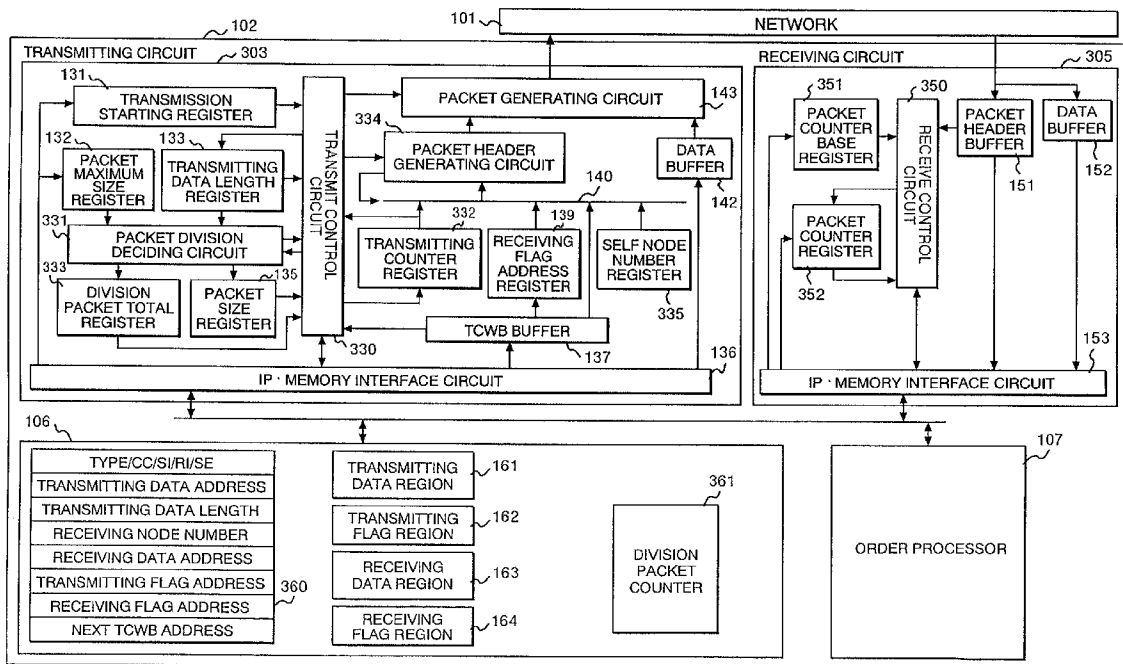 101
NETWORK
102
TRANSMITTING CIRCUIT
303
131
TRANSMISSION
STARTING REGISTER
132
PACKET
MAXIMUM
SIZE
REGISTER
133
TRANSMITTING
DATA LENGTH
REGISTER
331
PACKET DIVISION
DECIDING CIRCUIT
333
DIVISION
PACKET TOTAL
REGISTER
135
PACKET
SIZE
REGISTER
TRANSMIT CONTROL
CIRCUIT
330
PACKET GENERATING CIRCUIT
143
334
PACKET HEADER
GENERATING CIRCUIT
DATA
BUFFER
142
140
332
TRANSMITTING
COUNTER
REGISTER
139
RECEIVING
FLAG
ADDRESS
REGISTER
SELF NODE
NUMBER
REGISTER
335
TCWB BUFFER
137
136
IP · MEMORY INTERFACE CIRCUIT
RECEIVING CIRCUIT
305
351
PACKET
COUNTER
BASE
REGISTER
350
RECEIVE CONTROL
CIRCUIT
PACKET
HEADER
BUFFER
151
DATA
BUFFER
152
PACKET
COUNTER
REGISTER
352
153
IP · MEMORY INTERFACE CIRCUIT
106
TYPE/CC/SI/RI/SE
TRANSMITTING DATA ADDRESS
TRANSMITTING DATA LENGTH
RECEIVING NODE NUMBER
RECEIVING DATA ADDRESS
TRANSMITTING FLAG ADDRESS
RECEIVING FLAG ADDRESS
NEXT TCWB ADDRESS
360
TRANSMITTING
DATA REGION
161
TRANSMITTING
FLAG REGION
162
RECEIVING
DATA REGION
163
RECEIVING
FLAG REGION
164
361
DIVISION
PACKET
COUNTER
107
ORDER PROCESSOR